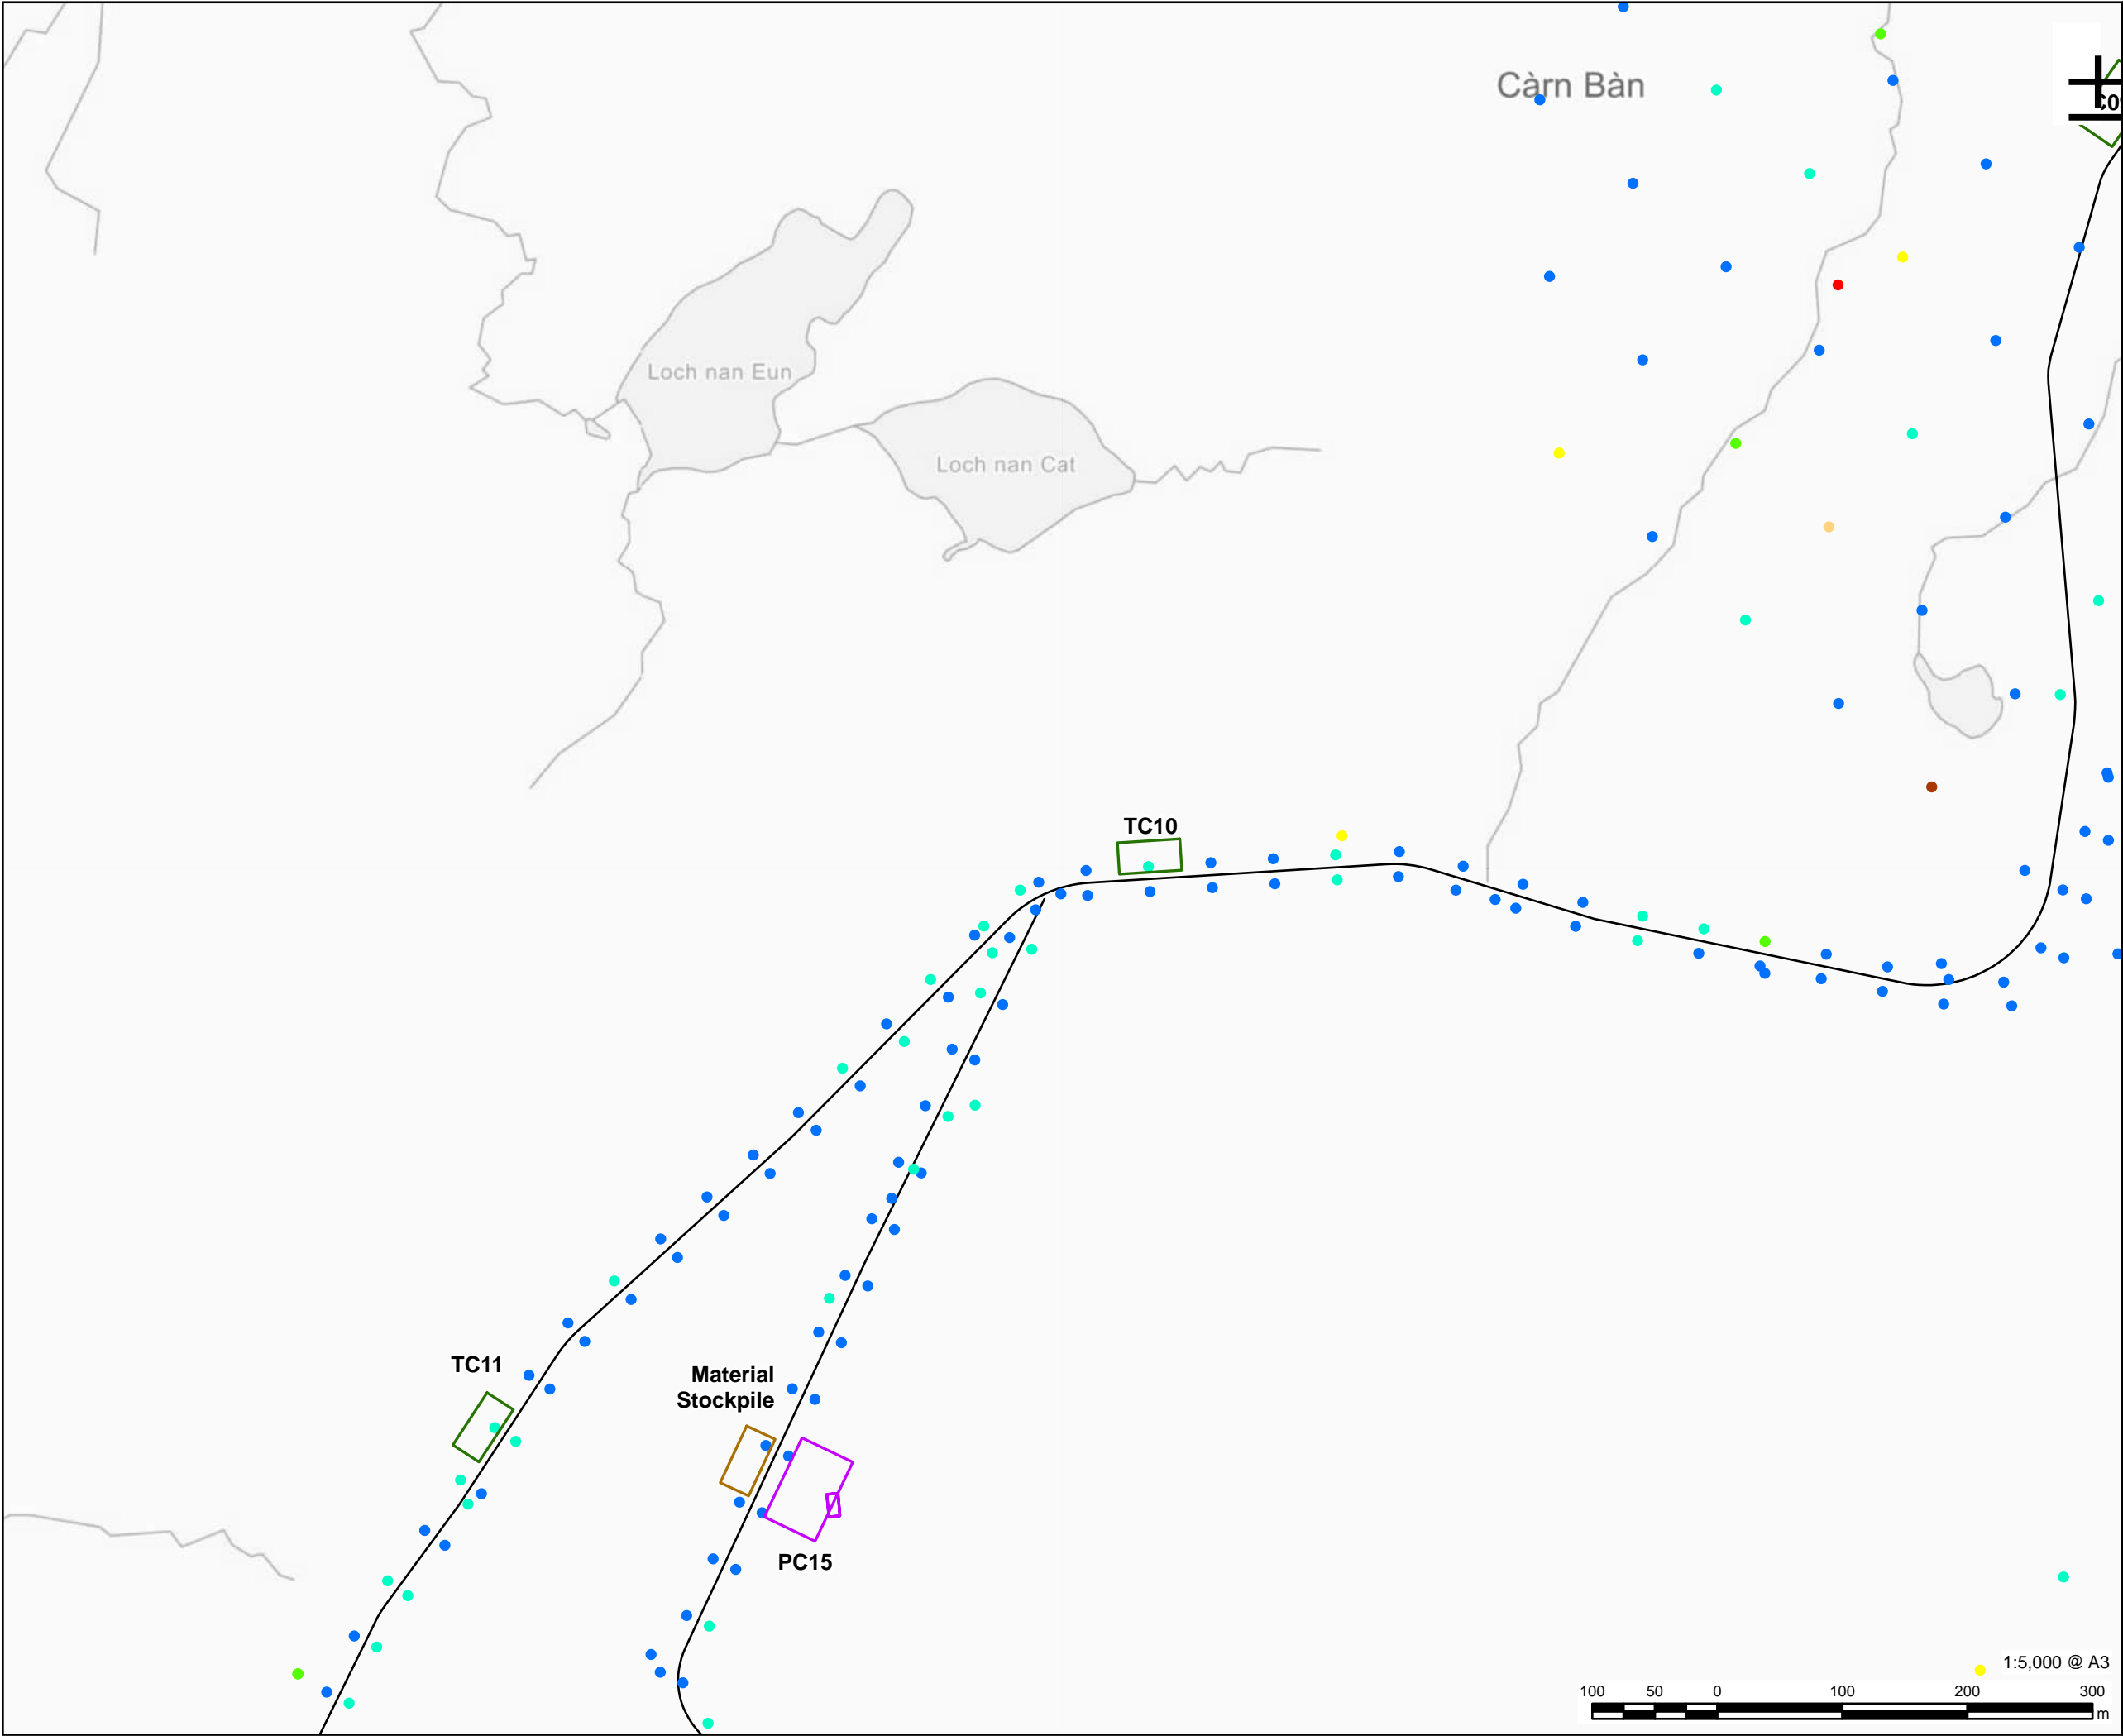 Càrn Bàn
Loch nan Eun
Loch nan Cat
TC10
TC11
Material
Stockpile
PC15
1:5,000 @ A3
100 50 0 100 200 300
m